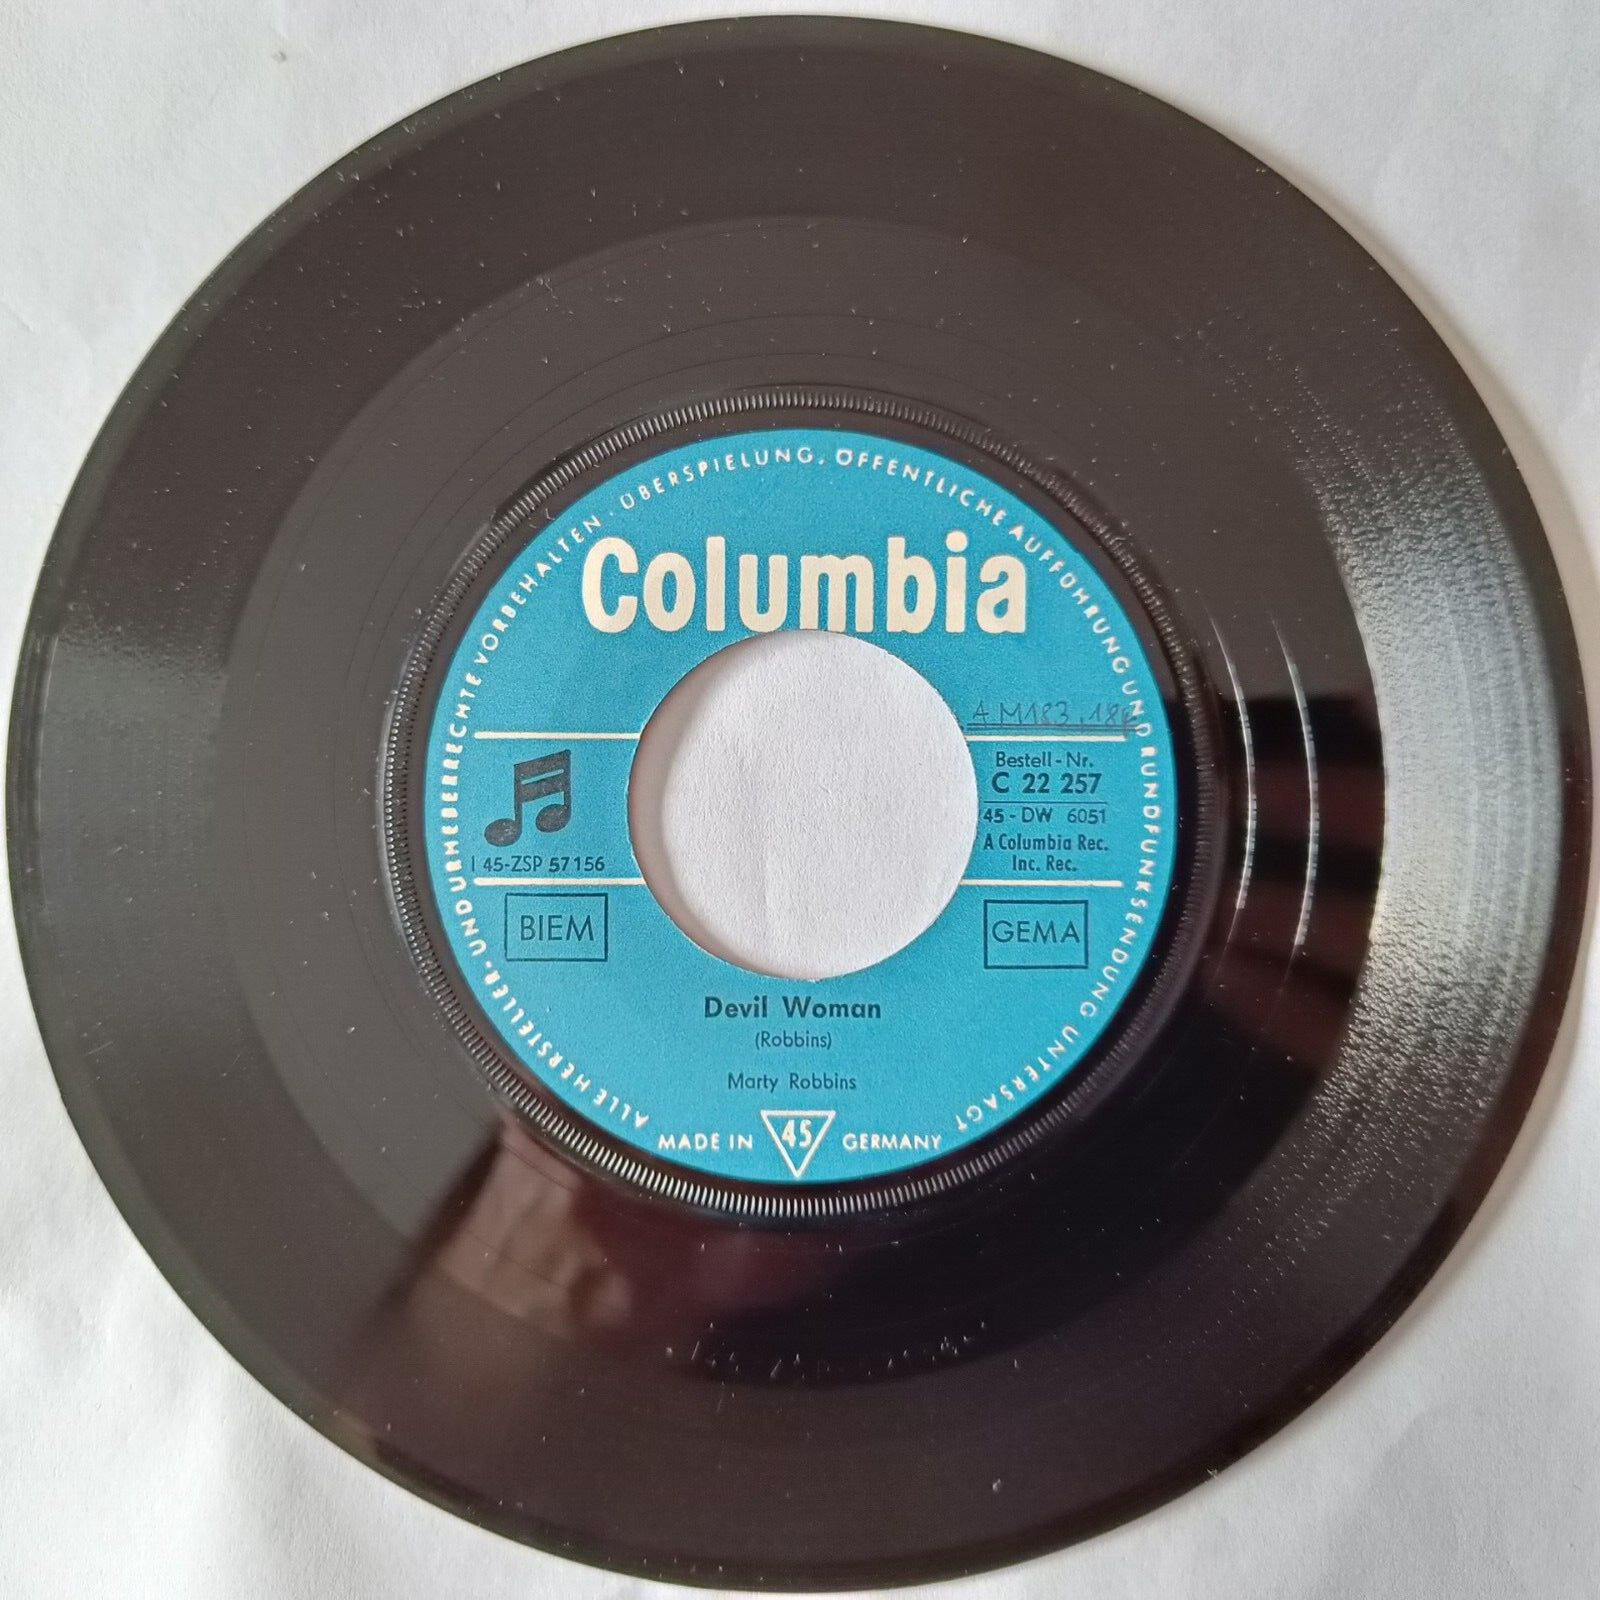 ALLE HERSTELLER- UND URHEBERRECHTE VORBEHALTEN · ÜBERSPIELUNG, ÖFFENTLICHE AUFFÜHRUNG UND RUNDFUNKSENDUNG UNTERSAGT
Columbia
Bestell-Nr.
C 22 257
45-DW 6051
A Columbia Rec.
Inc. Rec.
I 45-ZSP 57156
BIEM
GEMA
Devil Woman
(Robbins)
Marty Robbins
MADE IN 45 GERMANY